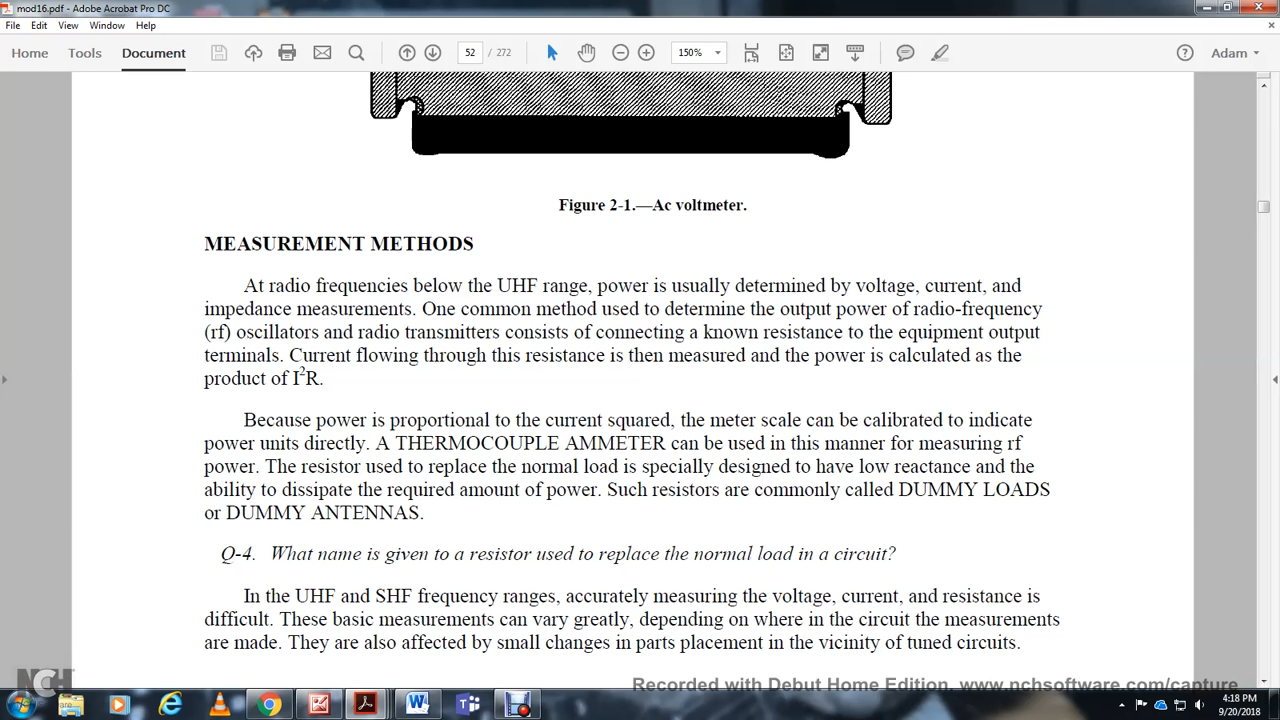 mod16.pdf - Adobe Acrobat Pro DC
File Edit View Window Help
Home Tools Document 52 / 272 150% Adam
Figure 2-1.—Ac voltmeter.
MEASUREMENT METHODS
At radio frequencies below the UHF range, power is usually determined by voltage, current, and
impedance measurements. One common method used to determine the output power of radio-frequency
(rf) oscillators and radio transmitters consists of connecting a known resistance to the equipment output
terminals. Current flowing through this resistance is then measured and the power is calculated as the
product of I²R.
Because power is proportional to the current squared, the meter scale can be calibrated to indicate
power units directly. A THERMOCOUPLE AMMETER can be used in this manner for measuring rf
power. The resistor used to replace the normal load is specially designed to have low reactance and the
ability to dissipate the required amount of power. Such resistors are commonly called DUMMY LOADS
or DUMMY ANTENNAS.
Q-4. What name is given to a resistor used to replace the normal load in a circuit?
In the UHF and SHF frequency ranges, accurately measuring the voltage, current, and resistance is
difficult. These basic measurements can vary greatly, depending on where in the circuit the measurements
are made. They are also affected by small changes in parts placement in the vicinity of tuned circuits.
NCH
Recorded with Debut Home Edition. www.nchsoftware.com/capture
4:18 PM
9/20/2018